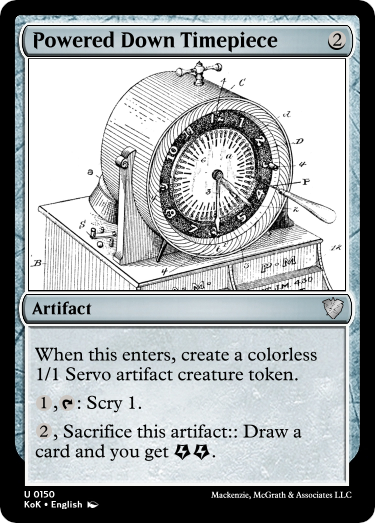 Powered Down Timepiece 2
Artifact
When this enters, create a colorless
1/1 Servo artifact creature token.
1, : Scry 1.
2, Sacrifice this artifact:: Draw a
card and you get .
U 0150
KoK • English
Mackenzie, McGrath & Associates LLC